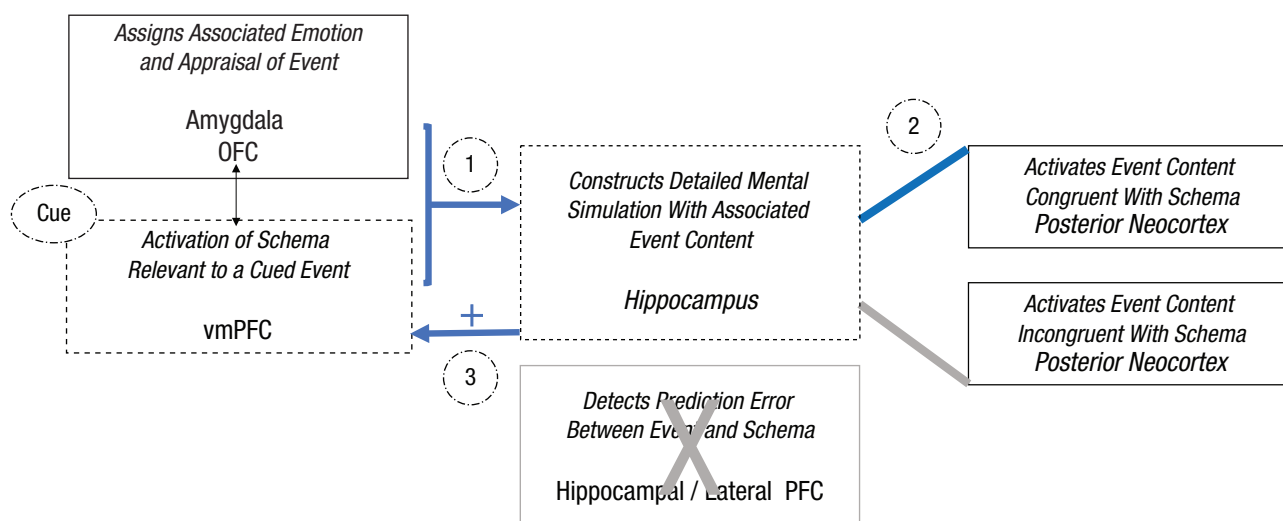 Assigns Associated Emotion
and Appraisal of Event
Amygdala
OFC
Cue
Activation of Schema
Relevant to a Cued Event
vmPFC
1
+
3
Constructs Detailed Mental
Simulation With Associated
Event Content
Hippocampus
2
Activates Event Content
Congruent With Schema
Posterior Neocortex
Activates Event Content
Incongruent With Schema
Posterior Neocortex
Detects Prediction Error
Between Event and Schema
Hippocampal / Lateral PFC